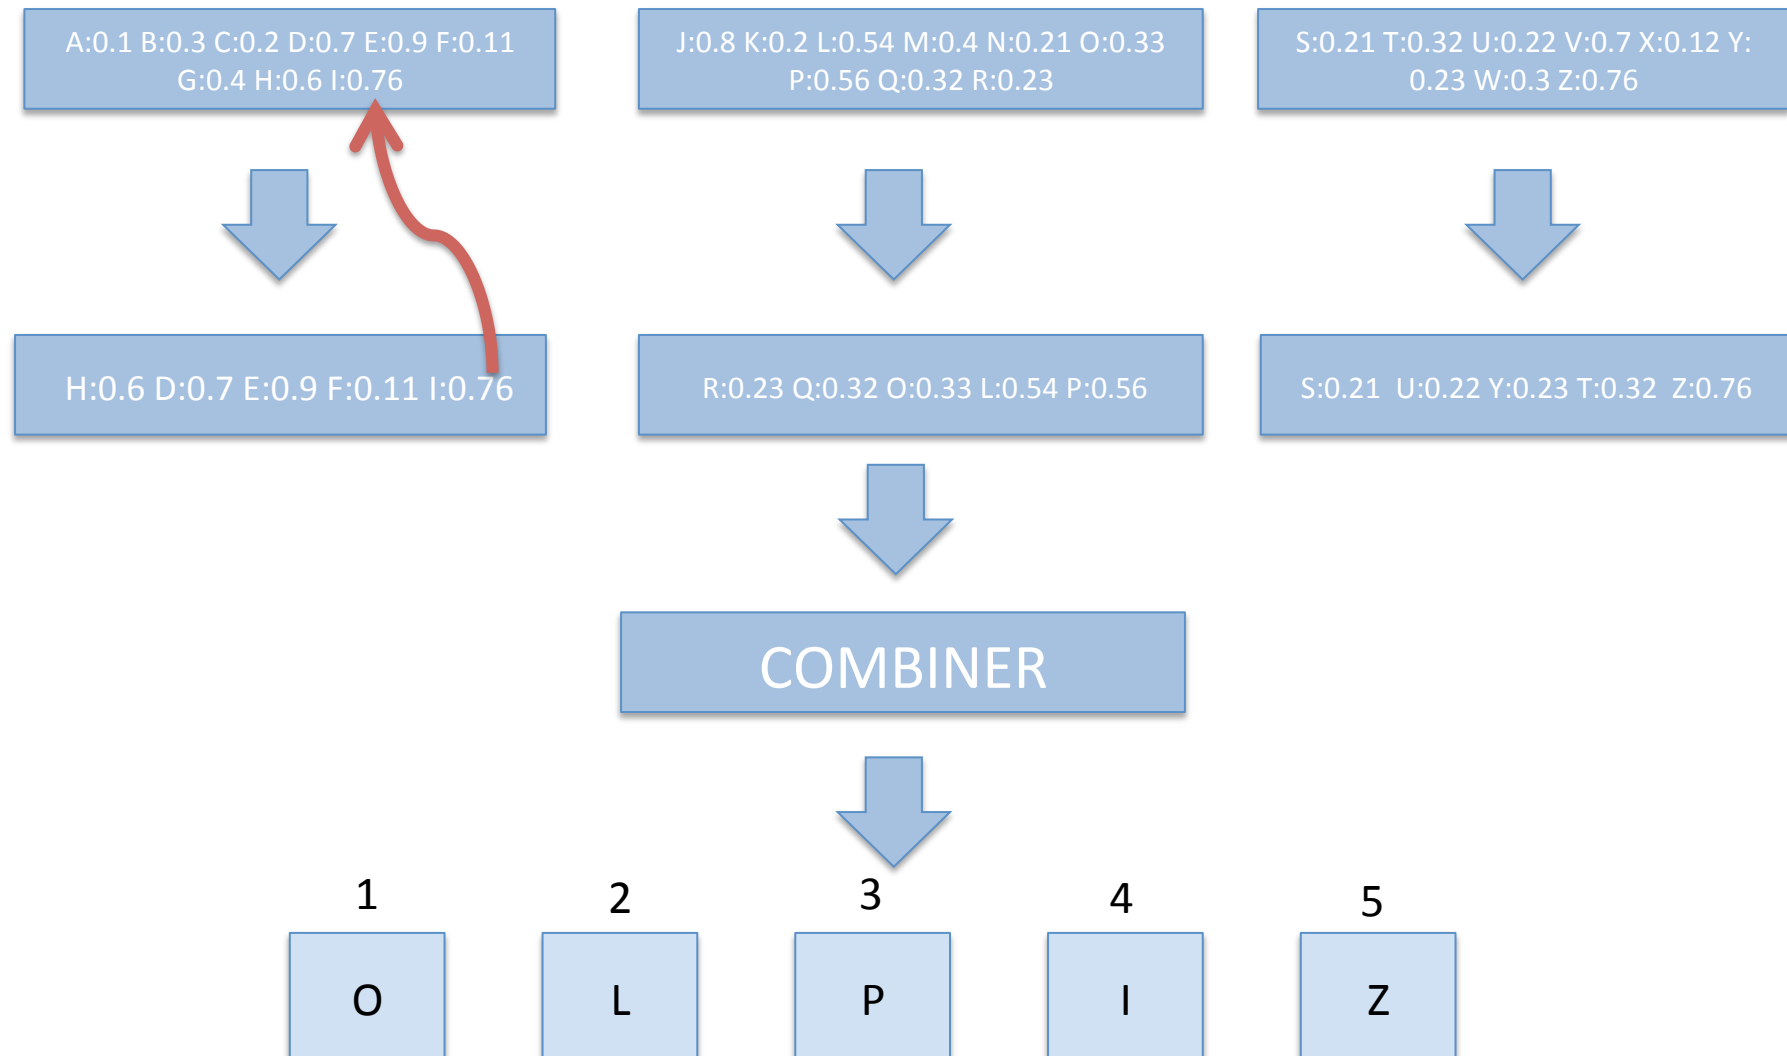 A:0.1 B:0.3 C:0.2 D:0.7 E:0.9 F:0.11
G:0.4 H:0.6 I:0.76
J:0.8 K:0.2 L:0.54 M:0.4 N:0.21 O:0.33
P:0.56 Q:0.32 R:0.23
S:0.21 T:0.32 U:0.22 V:0.7 X:0.12 Y:
0.23 W:0.3 Z:0.76
H:0.6 D:0.7 E:0.9 F:0.11 I:0.76
R:0.23 Q:0.32 O:0.33 L:0.54 P:0.56
S:0.21 U:0.22 Y:0.23 T:0.32 Z:0.76
COMBINER
1 2 3 4 5
O L P I Z